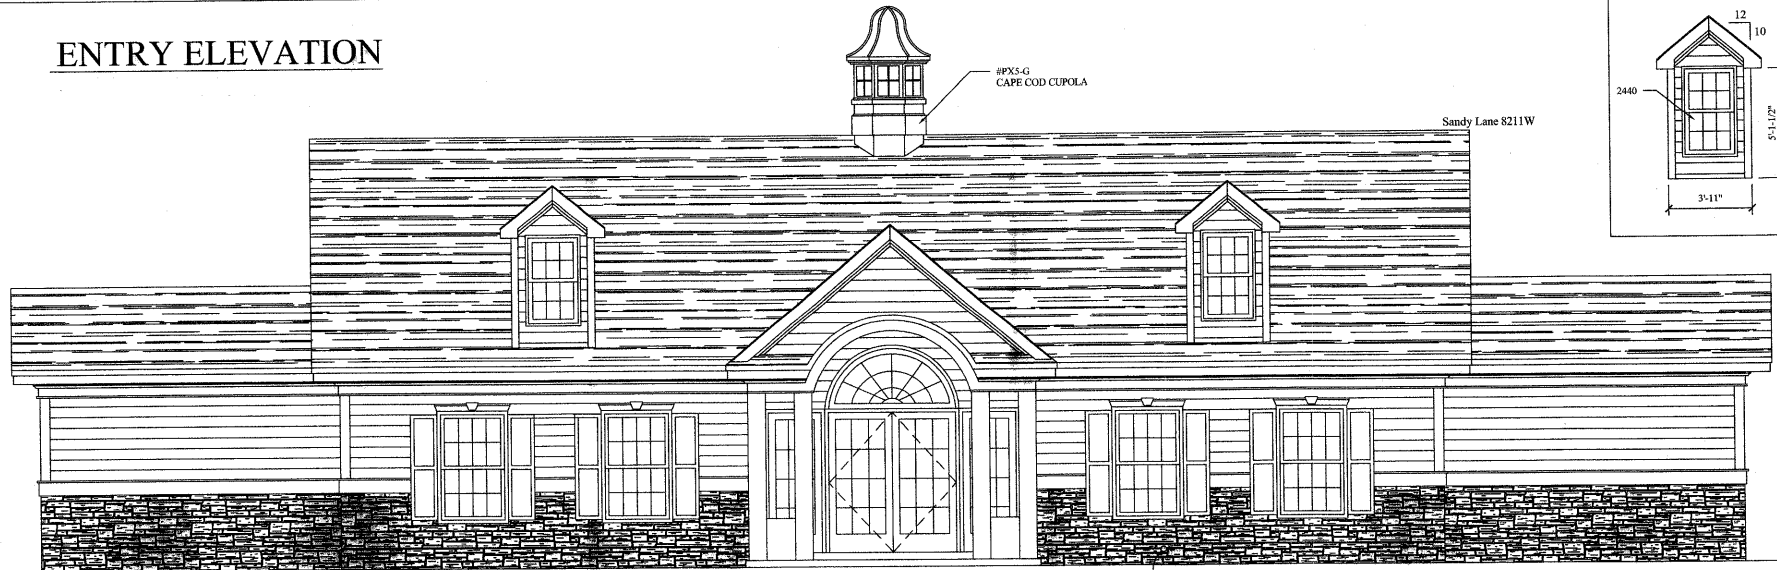 ENTRY ELEVATION
#PX5-G
CAPE COD CUPOLA
Sandy Lane 8211W
12
10
2440
5'-1-1/2"
3'-11"